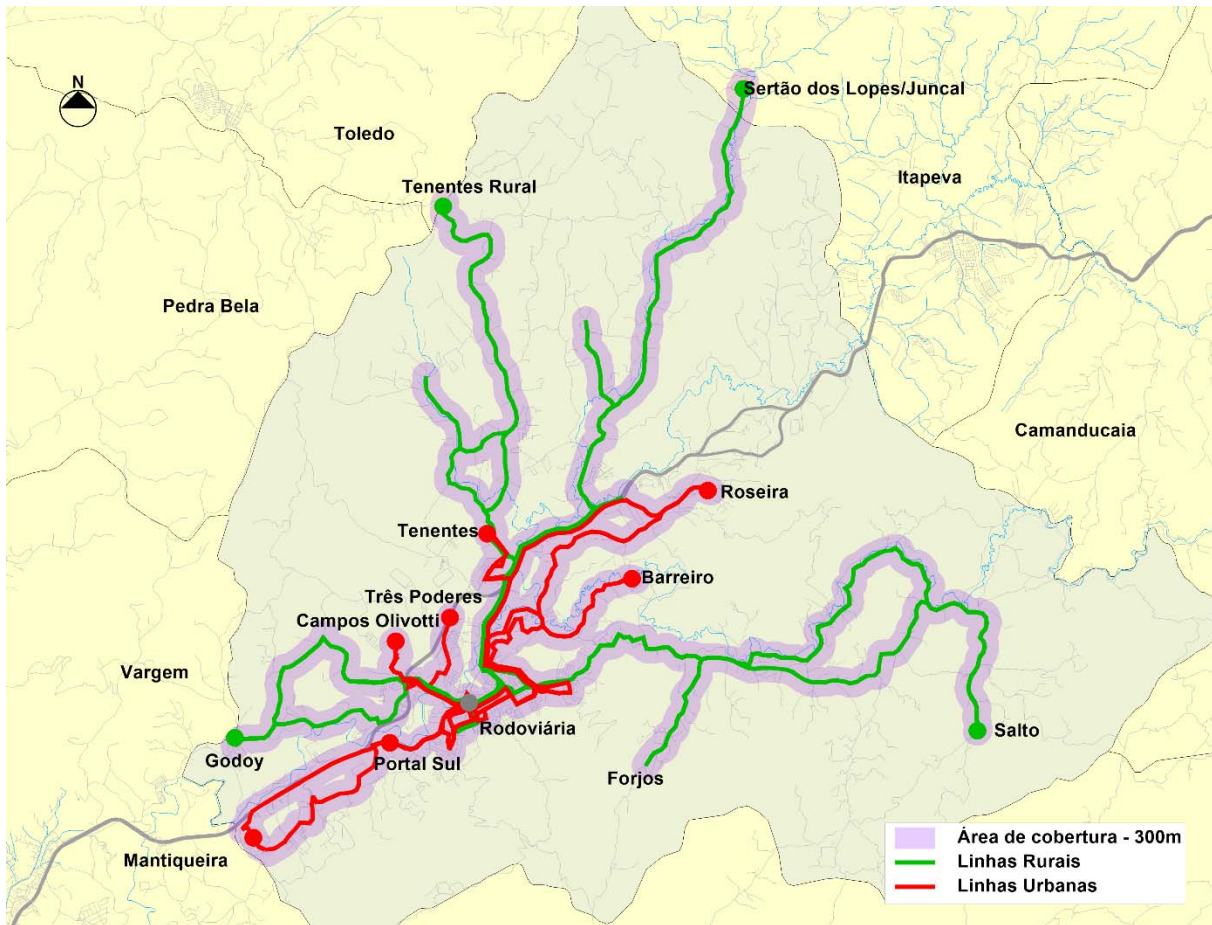 Sertão dos Lopes/Juncal
N
Toledo
Itapeva
Tenentes Rural
Pedra Bela
Camanducaia
Roseira
Tenentes
Barreiro
Três Poderes
Campos Olivotti
Vargem
Rodoviária
Salto
Godoy
Portal Sul
Forjos
Mantiqueira
Área de cobertura - 300m
Linhas Rurais
Linhas Urbanas